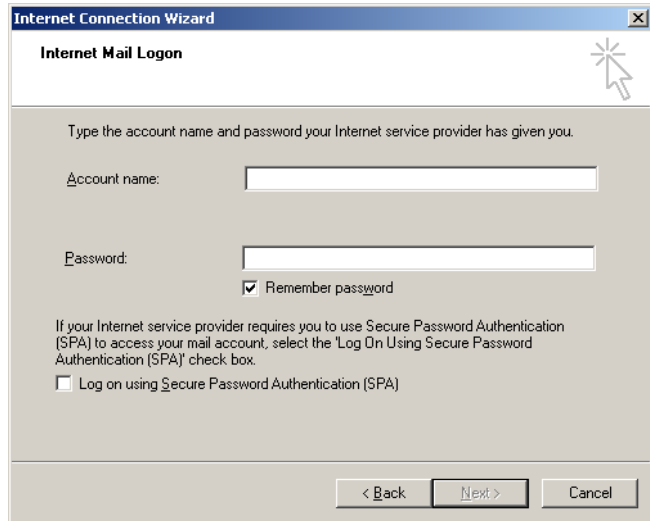 Internet Connection Wizard
Internet Mail Logon
Type the account name and password your Internet service provider has given you.
Account name:
Password:
Remember password
If your Internet service provider requires you to use Secure Password Authentication
(SPA) to access your mail account, select the 'Log On Using Secure Password
Authentication (SPA)' check box.
Log on using Secure Password Authentication (SPA)
< Back
Next >
Cancel